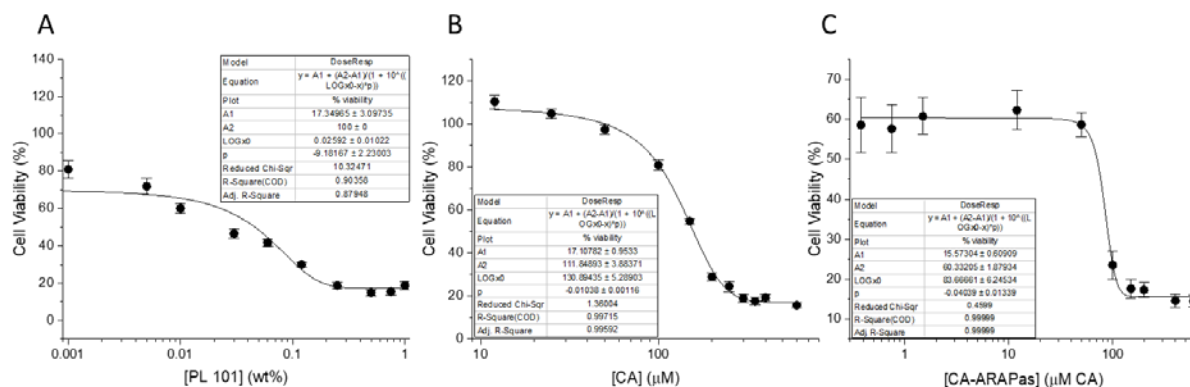 A
B
C
140
120
100
80
60
40
20
0
Cell Viability (%)
0.001
0.01
0.1
1
[PL 101] (wt%)
Model DoseResp
Equation y = A1 + (A2-A1)/(1 + 10^((
LOGx0-x)*p))
Plot % viability
A1 17.34965 ± 3.09735
A2 100 ± 0
LOGx0 0.02592 ± 0.01022
p -9.18167 ± 2.23003
Reduced Chi-Sqr 10.32471
R-Square(COD) 0.90358
Adj. R-Square 0.87948
120
100
80
60
40
20
0
Cell Viability (%)
10
100
[CA] (μM)
Model DoseResp
Equation y = A1 + (A2-A1)/(1 + 10^((L
OGx0-x)*p))
Plot % viability
A1 17.10782 ± 0.9533
A2 111.84893 ± 3.88371
LOGx0 130.89435 ± 5.28903
p -0.01038 ± 0.00116
Reduced Chi-Sqr 1.36004
R-Square(COD) 0.99715
Adj. R-Square 0.99592
70
60
50
40
30
20
10
Cell Viability (%)
1
10
100
[CA-ARAPas] (μM CA)
Model DoseResp
Equation y = A1 + (A2-A1)/(1 + 10^((L
OGx0-x)*p))
Plot % viability
A1 15.57304 ± 0.60909
A2 60.33205 ± 1.87934
LOGx0 83.66661 ± 6.24534
p -0.04039 ± 0.01339
Reduced Chi-Sqr 0.4599
R-Square(COD) 0.99999
Adj. R-Square 0.99999